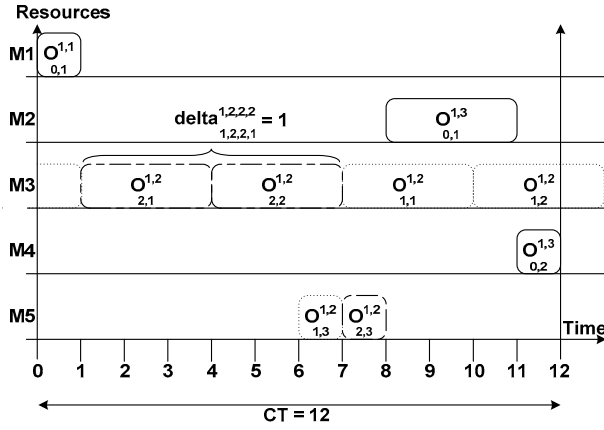 Resources
M1 O1,1 0,1
M2 delta1,2,2,2 1,2,2,1 = 1 O1,3 0,1
M3 O1,2 2,1 O1,2 2,2 O1,2 1,1 O1,2 1,2
M4 O1,3 0,2
M5 O1,2 1,3 O1,2 2,3
Time
0 1 2 3 4 5 6 7 8 9 10 11 12
CT = 12